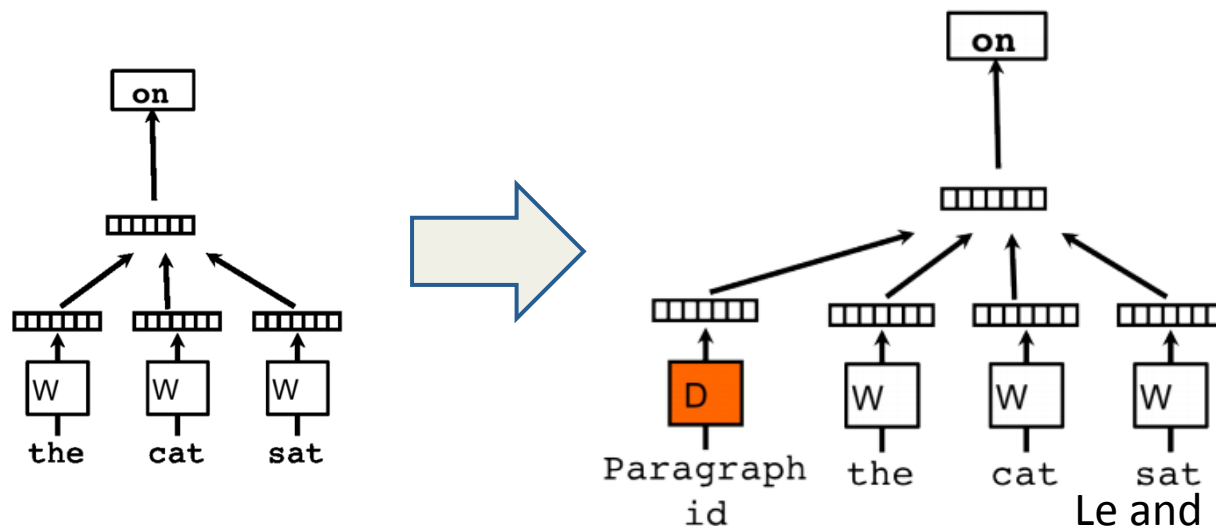 on
W W W
the cat sat
on
D W W W
Paragraph the cat sat
id
Le and